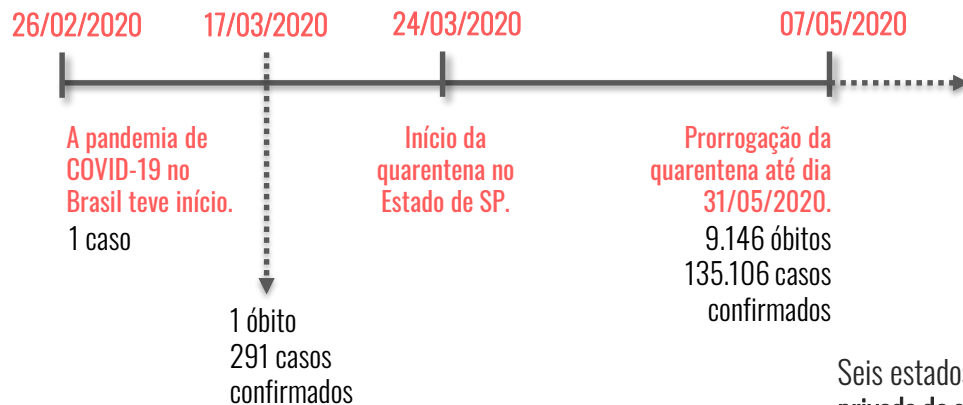 26/02/2020
17/03/2020
24/03/2020
07/05/2020
A pandemia de
COVID-19 no
Brasil teve início.
1 caso
1 óbito
291 casos
confirmados
Início da
quarentena no
Estado de SP.
Prorrogação da
quarentena até dia
31/05/2020.
9.146 óbitos
135.106 casos
confirmados
Seis estados